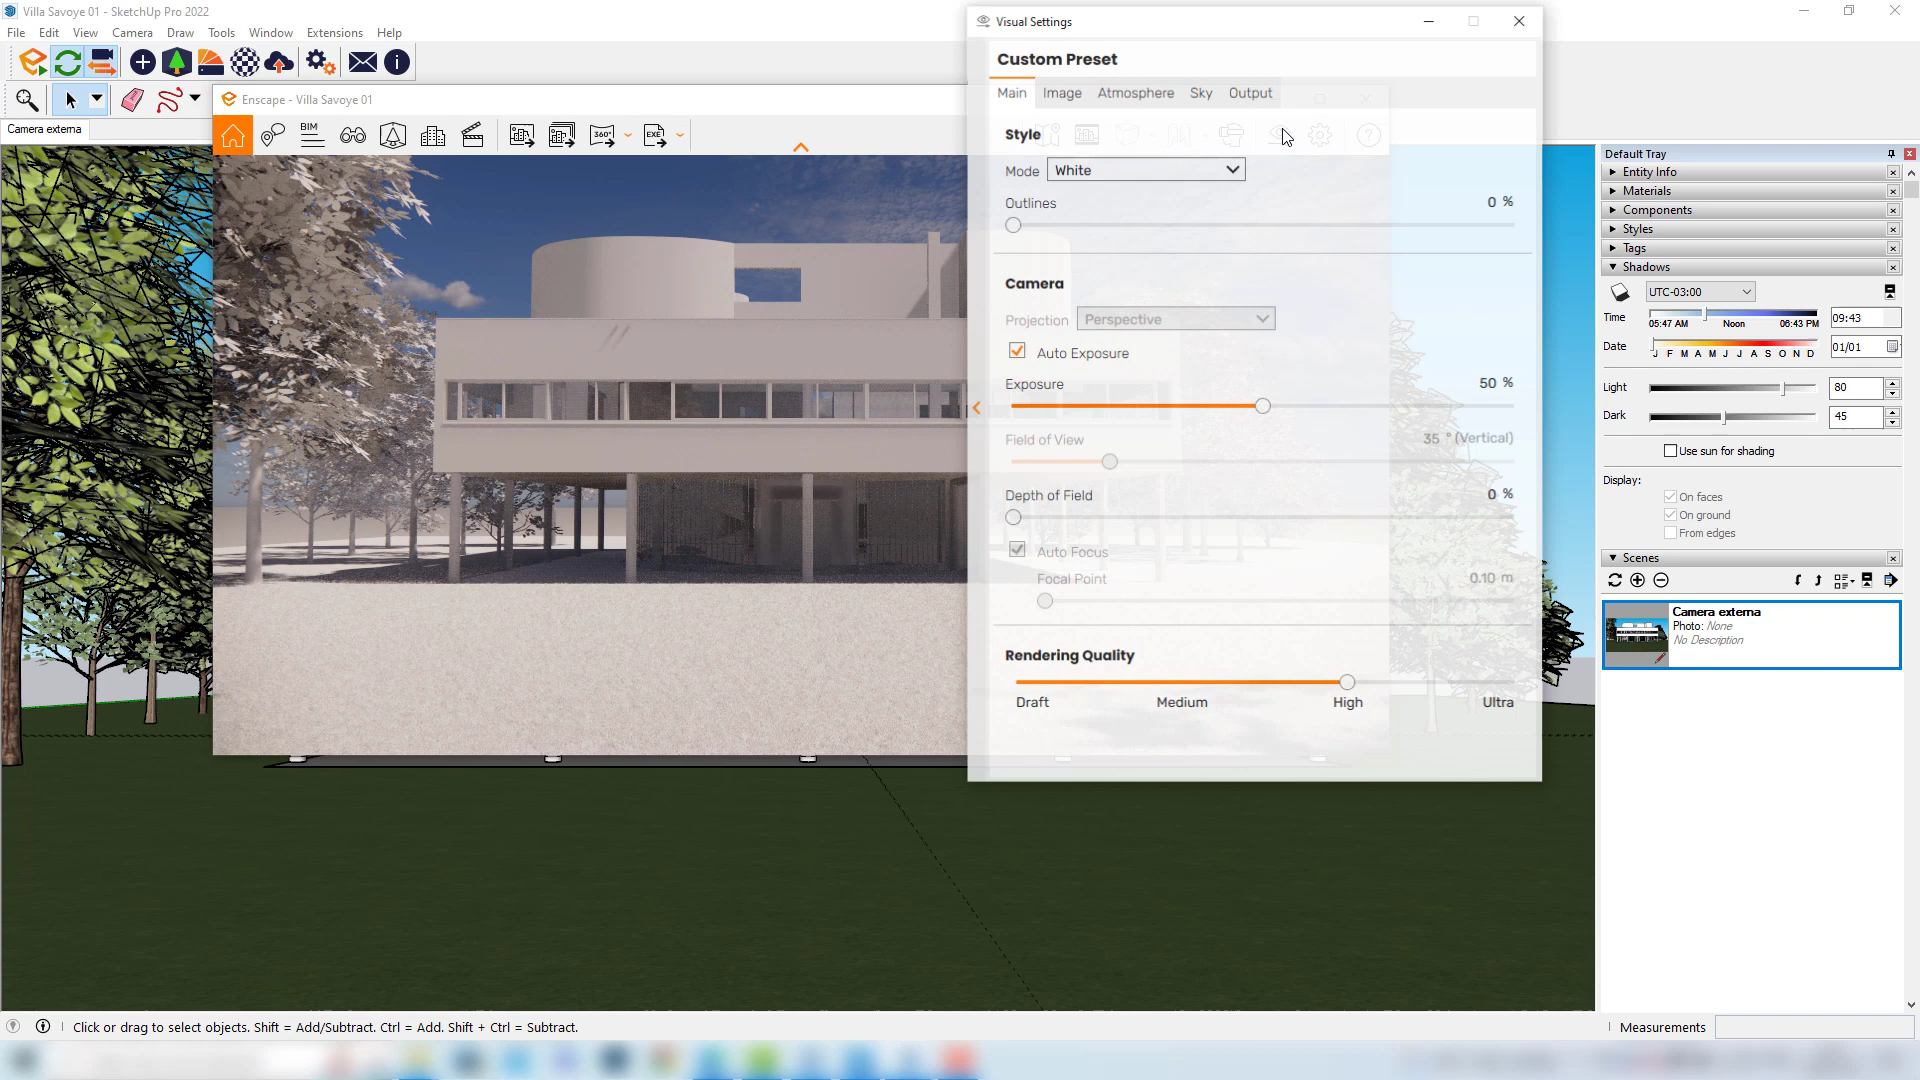 Villa Savoye 01 - SketchUp Pro 2022
File Edit View Camera Draw Tools Window Extensions Help
Camera externa
Enscape - Villa Savoye 01
BIM
360°
EXE
Visual Settings
Custom Preset
Main Image Atmosphere Sky Output
Style
Mode White
Outlines 0 %
Camera
Projection Perspective
Auto Exposure
Exposure 50 %
Field of View 35 ° (Vertical)
Depth of Field 0 %
Auto Focus
Focal Point 0.10 m
Rendering Quality
Draft Medium High Ultra
Default Tray
Entity Info
Materials
Components
Styles
Tags
Shadows
UTC-03:00
Time 05:47 AM Noon 06:43 PM 09:43
Date J F M A M J J A S O N D 01/01
Light 80
Dark 45
Use sun for shading
Display:
On faces
On ground
From edges
Scenes
Camera externa
Photo: None
No Description
Click or drag to select objects. Shift = Add/Subtract. Ctrl = Add. Shift + Ctrl = Subtract.
Measurements